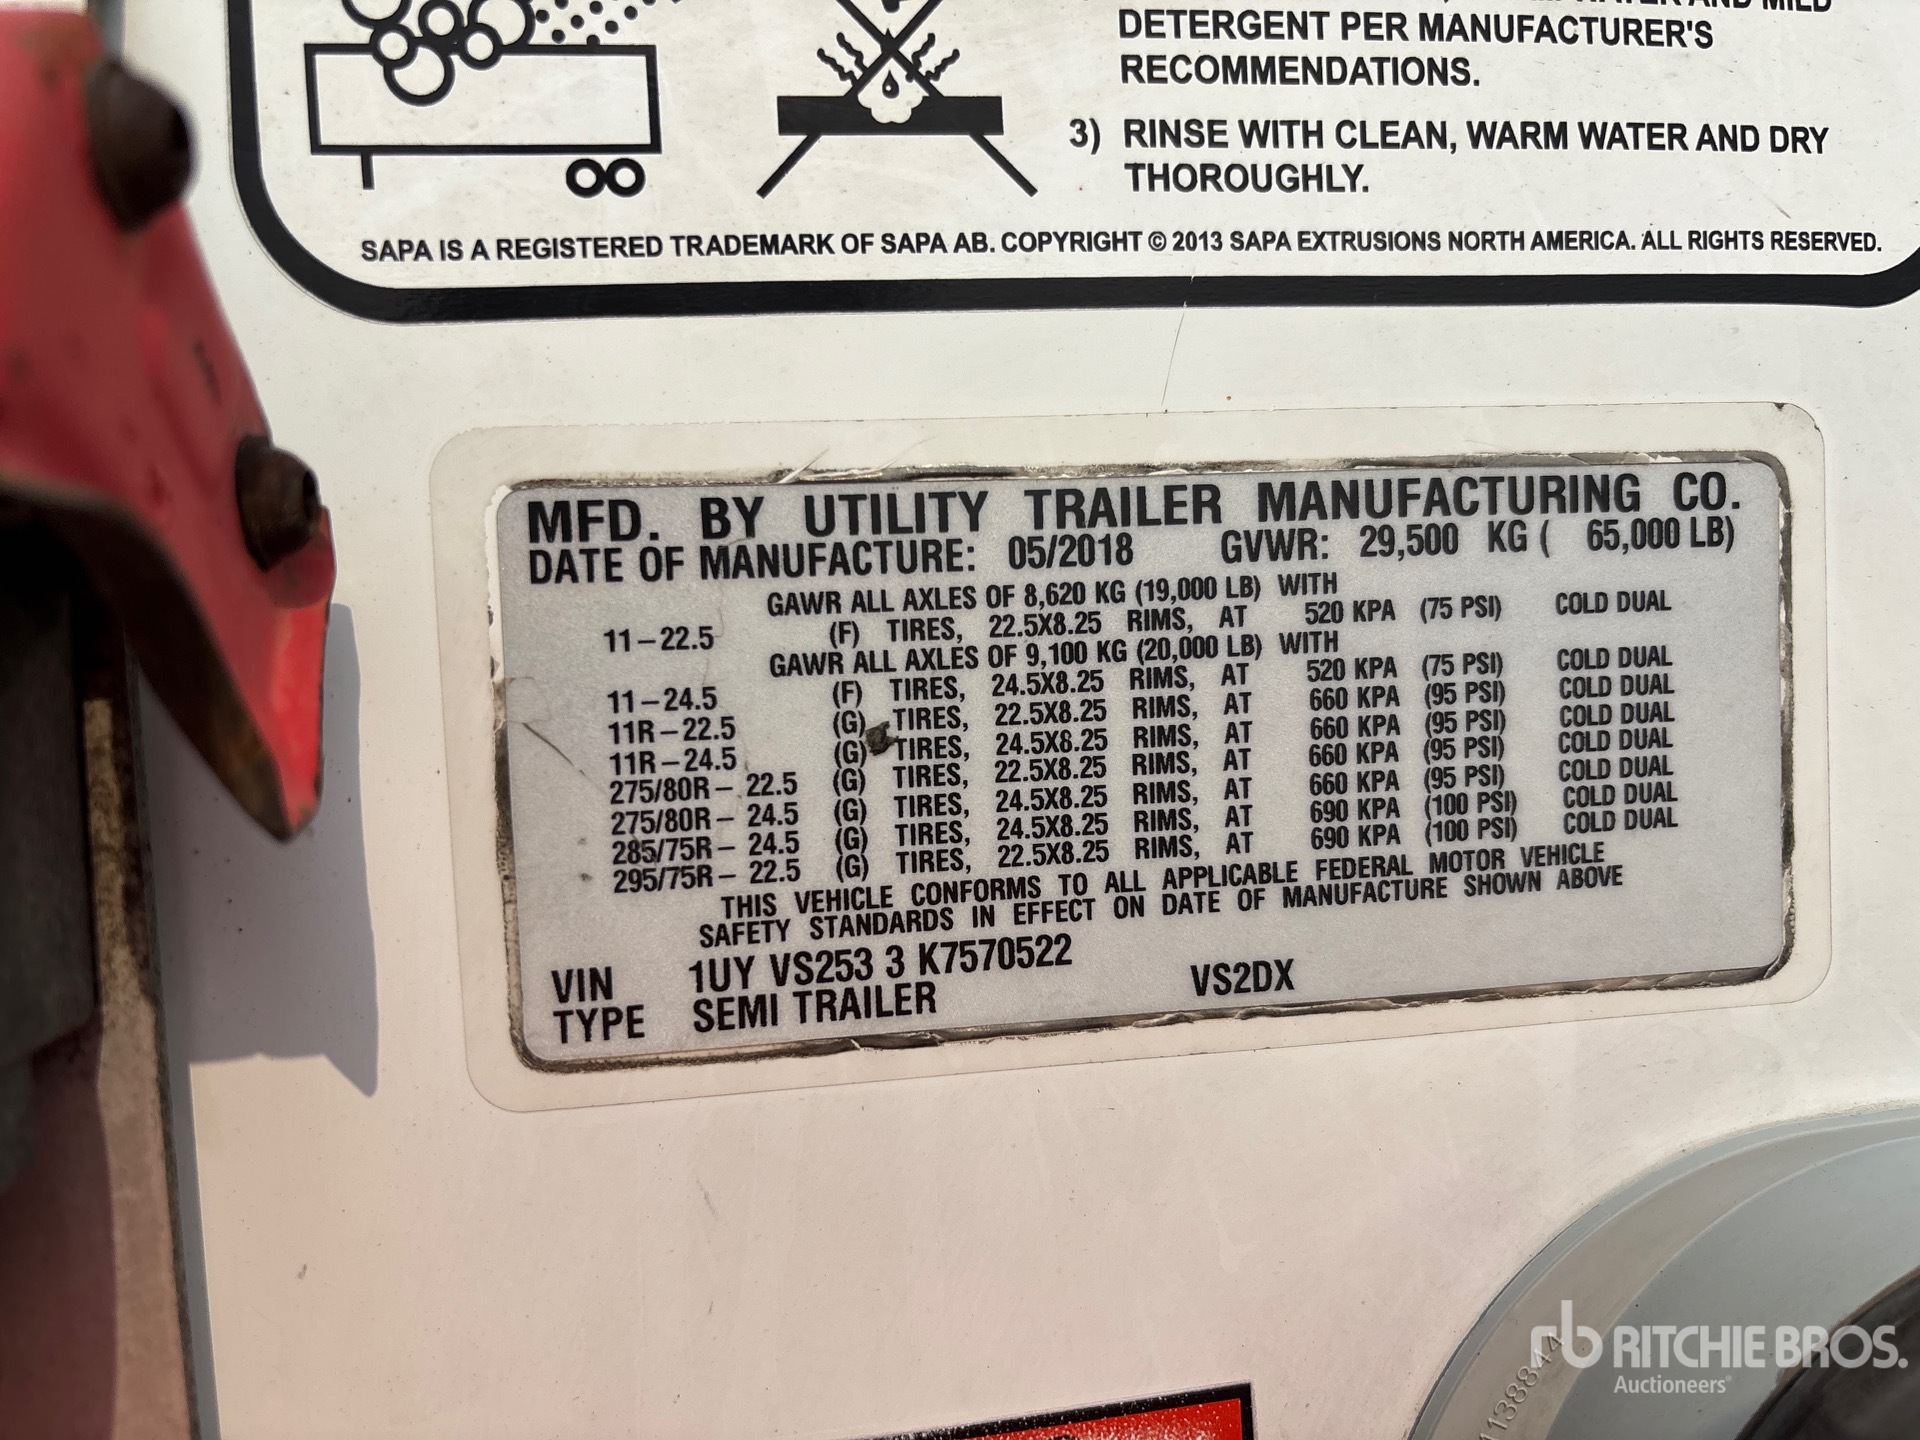 WATER AND MILD
DETERGENT PER MANUFACTURER'S
RECOMMENDATIONS.
3) RINSE WITH CLEAN, WARM WATER AND DRY
THOROUGHLY.
SAPA IS A REGISTERED TRADEMARK OF SAPA AB. COPYRIGHT © 2013 SAPA EXTRUSIONS NORTH AMERICA. ALL RIGHTS RESERVED.
MFD. BY UTILITY TRAILER MANUFACTURING CO.
DATE OF MANUFACTURE: 05/2018 GVWR: 29,500 KG ( 65,000 LB)
GAWR ALL AXLES OF 8,620 KG (19,000 LB) WITH
11-22.5 (F) TIRES, 22.5X8.25 RIMS, AT 520 KPA (75 PSI) COLD DUAL
GAWR ALL AXLES OF 9,100 KG (20,000 LB) WITH
11-24.5 (F) TIRES, 24.5X8.25 RIMS, AT 520 KPA (75 PSI) COLD DUAL
11R-22.5 (G) TIRES, 22.5X8.25 RIMS, AT 660 KPA (95 PSI) COLD DUAL
11R-24.5 (G) TIRES, 24.5X8.25 RIMS, AT 660 KPA (95 PSI) COLD DUAL
275/80R- 22.5 (G) TIRES, 22.5X8.25 RIMS, AT 660 KPA (95 PSI) COLD DUAL
275/80R- 24.5 (G) TIRES, 24.5X8.25 RIMS, AT 660 KPA (95 PSI) COLD DUAL
285/75R- 24.5 (G) TIRES, 24.5X8.25 RIMS, AT 690 KPA (100 PSI) COLD DUAL
295/75R- 22.5 (G) TIRES, 22.5X8.25 RIMS, AT 690 KPA (100 PSI) COLD DUAL
THIS VEHICLE CONFORMS TO ALL APPLICABLE FEDERAL MOTOR VEHICLE
SAFETY STANDARDS IN EFFECT ON DATE OF MANUFACTURE SHOWN ABOVE
VIN 1UY VS253 3 K7570522
TYPE SEMI TRAILER VS2DX
rb RITCHIE BROS.
Auctioneers